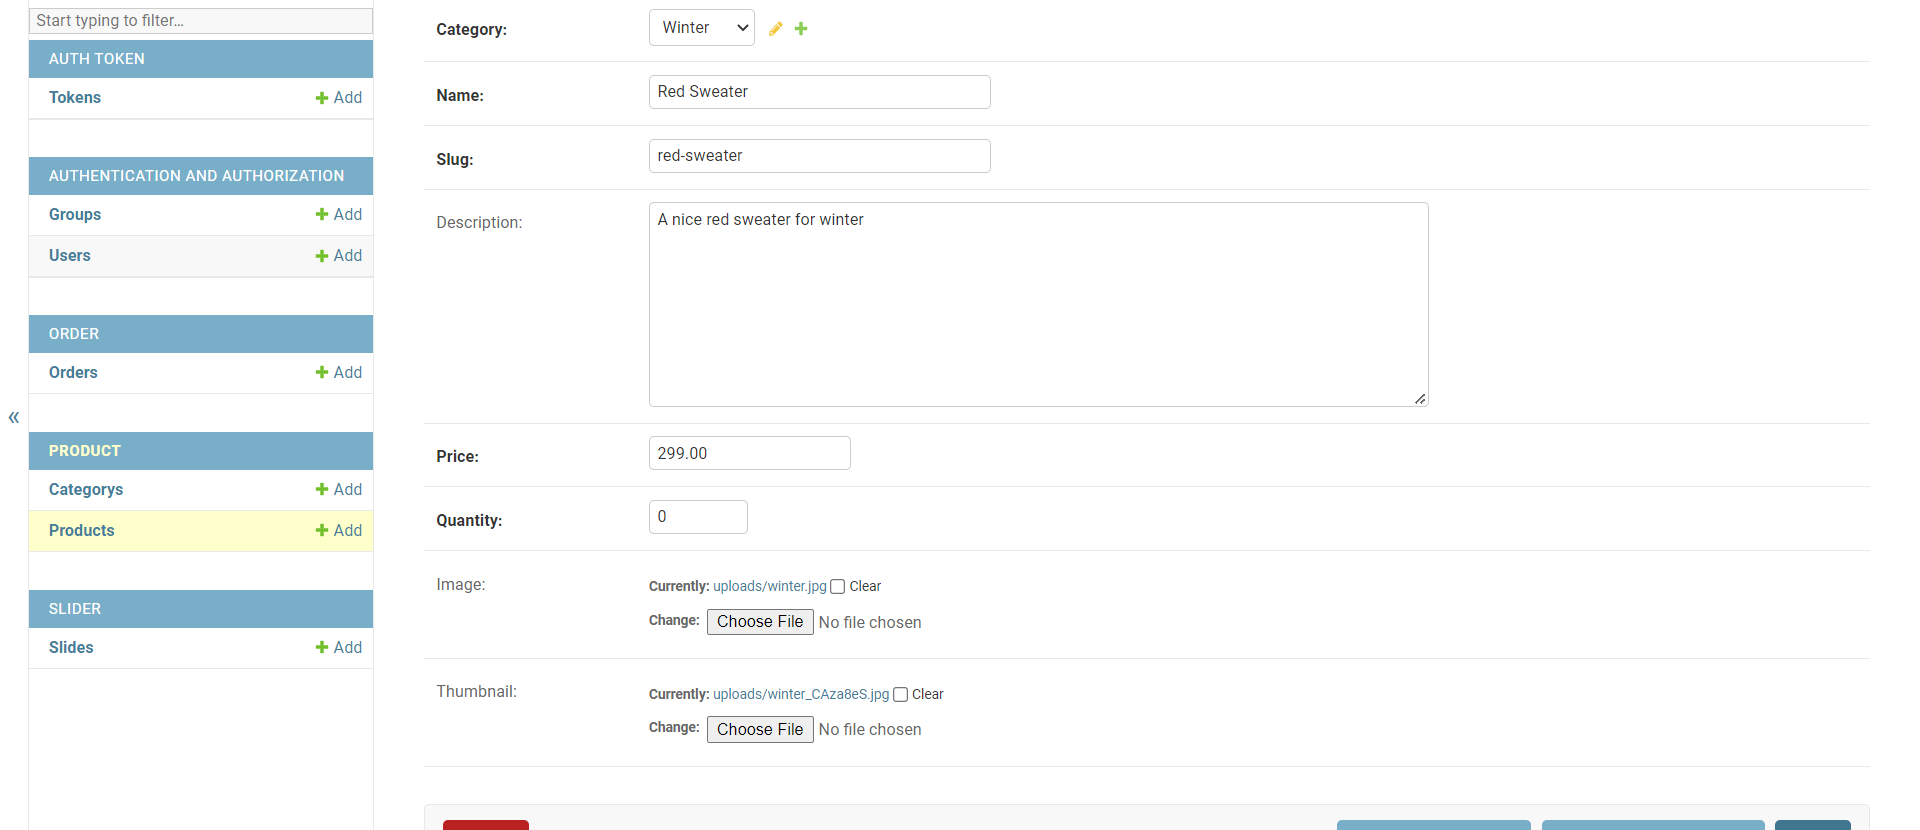 Start typing to filter...
AUTH TOKEN
Tokens Add
AUTHENTICATION AND AUTHORIZATION
Groups Add
Users Add
ORDER
Orders Add
«
PRODUCT
Categorys Add
Products Add
SLIDER
Slides Add
Category: Winter
Name: Red Sweater
Slug: red-sweater
Description: A nice red sweater for winter
Price: 299.00
Quantity: 0
Image: Currently: uploads/winter.jpg Clear
Change: Choose File No file chosen
Thumbnail: Currently: uploads/winter_CAza8eS.jpg Clear
Change: Choose File No file chosen